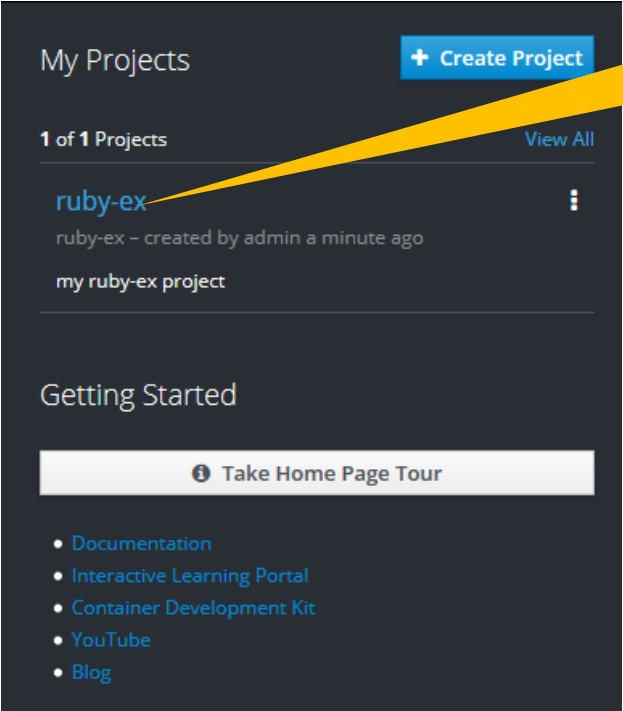 My Projects
+ Create Project
1 of 1 Projects
View All
ruby-ex
ruby-ex – created by admin a minute ago
my ruby-ex project
Getting Started
Take Home Page Tour
Documentation
Interactive Learning Portal
Container Development Kit
YouTube
Blog